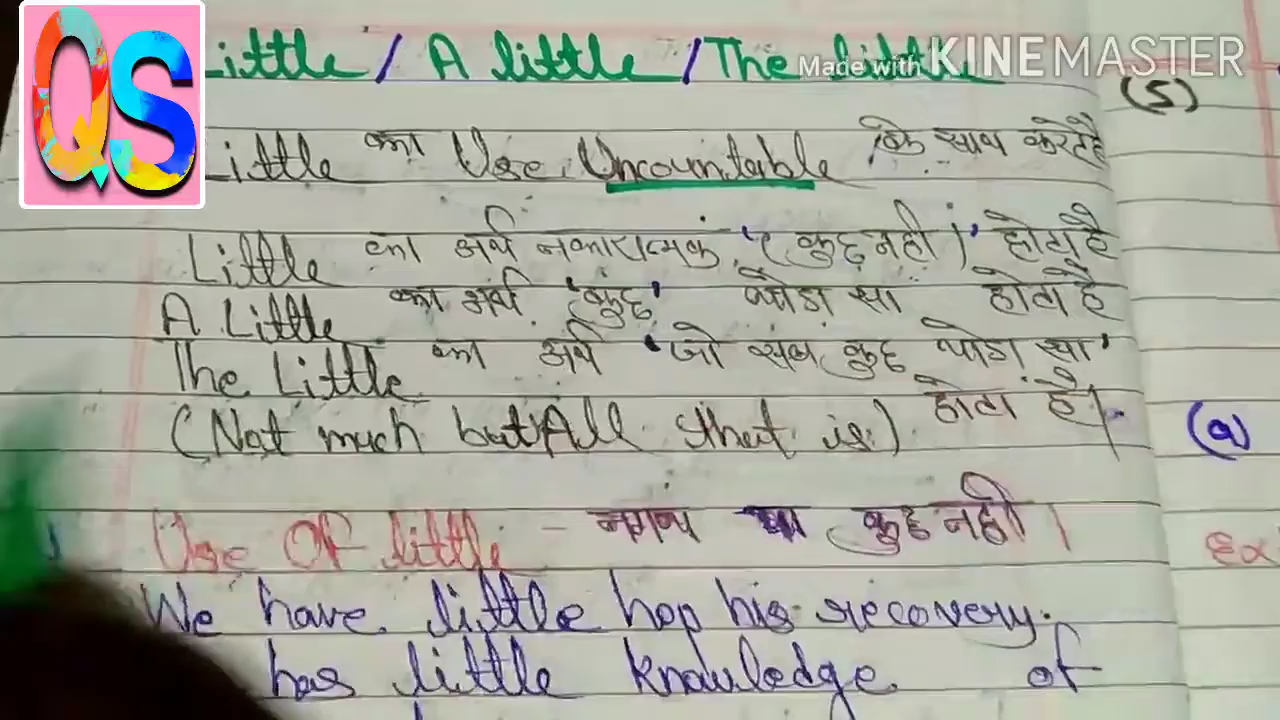 QS
Little / A little / The little
Made with KINEMASTER
(5)
Little का Use Uncountable के साथ करते है
Little का अर्थ नकारात्मक '(कुछ नही।' होता है
A Little का अर्थ 'कुछ' थोडा सा होता है
The Little का अर्थ 'जो सब कुछ थोडा सा' होता है।
(Not much but All that is)
(a)
Use Of little - नगण्य या कुछ नही।
Ex
We have little hop his recovery.
has little knowledge of